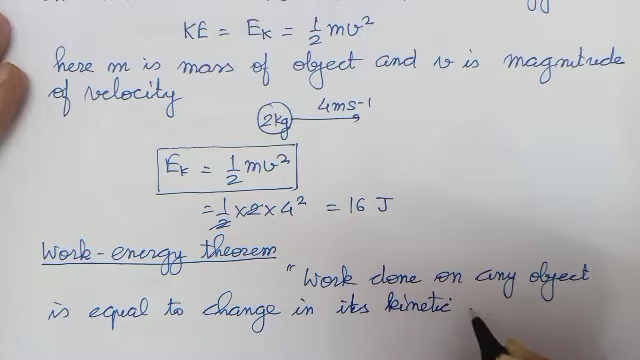 KE = Ek = 1/2 mv²
here m is mass of object and v is magnitude
of velocity
2kg 4ms-1
Ek = 1/2 mv²
= 1/2 × 2 × 4² = 16 J
Work-energy theorem
"Work done on any object
is equal to change in its kinetic